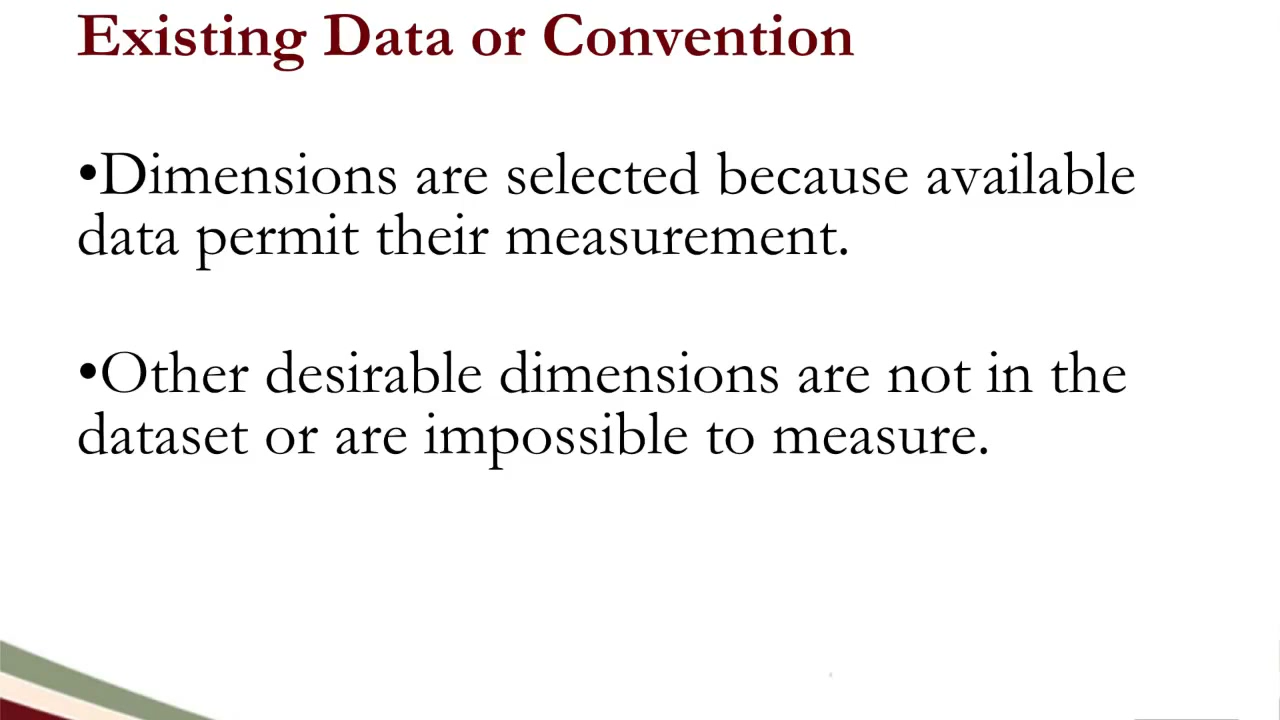 Existing Data or Convention
•Dimensions are selected because available
data permit their measurement.
•Other desirable dimensions are not in the
dataset or are impossible to measure.